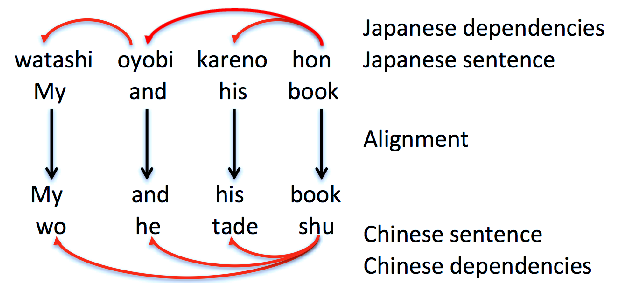 Japanese dependencies
watashi oyobi kareno hon Japanese sentence
My and his book
Alignment
My and his book
wo he tade shu Chinese sentence
Chinese dependencies